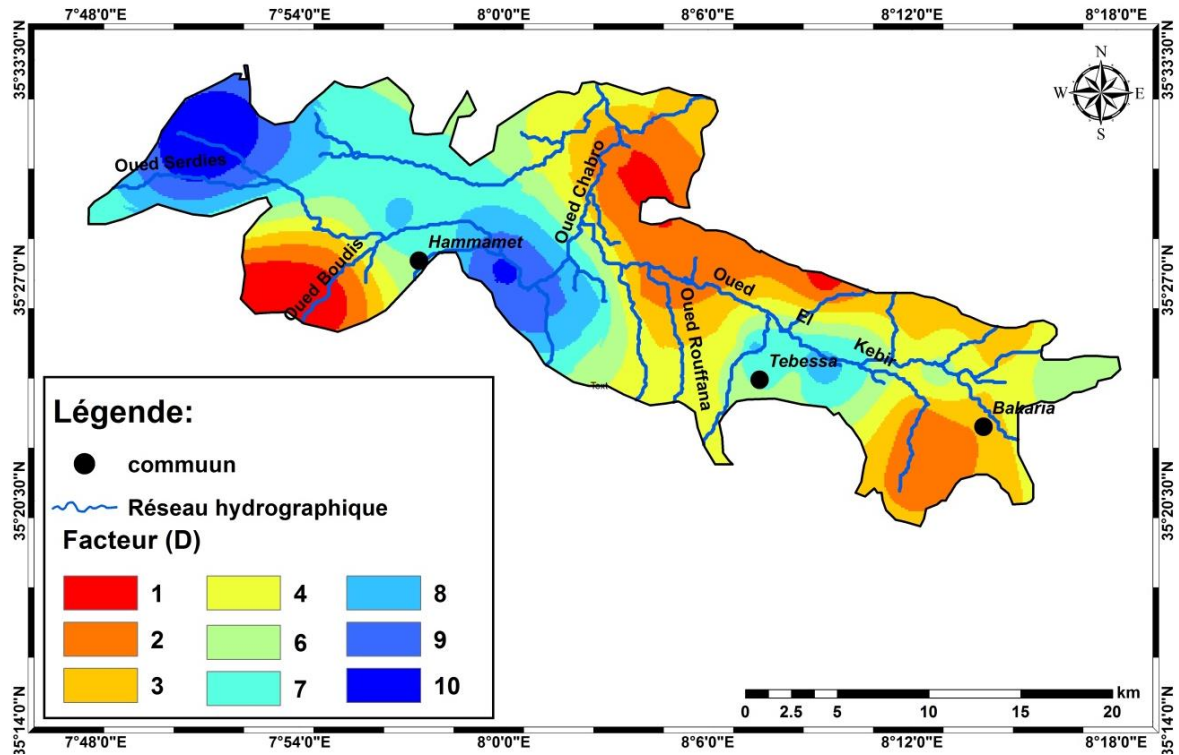 7°48'0"E 7°54'0"E 8°0'0"E 8°6'0"E 8°12'0"E 8°18'0"E
35°33'30"N
35°33'30"N
N
W E
S
Oued Serdies
Oued Chabro
Hammamet
Oued Boudis
35°27'0"N
35°27'0"N
Oued
El
Kebir
Oued Rouffana
Tebessa
Text
Bakaria
Légende:
commuun
Réseau hydrographique
Facteur (D)
1 4 8
2 6 9
3 7 10
35°20'30"N
35°20'30"N
km
0 2.5 5 10 15 20
35°14'0"N
35°14'0"N
7°48'0"E 7°54'0"E 8°0'0"E 8°6'0"E 8°12'0"E 8°18'0"E